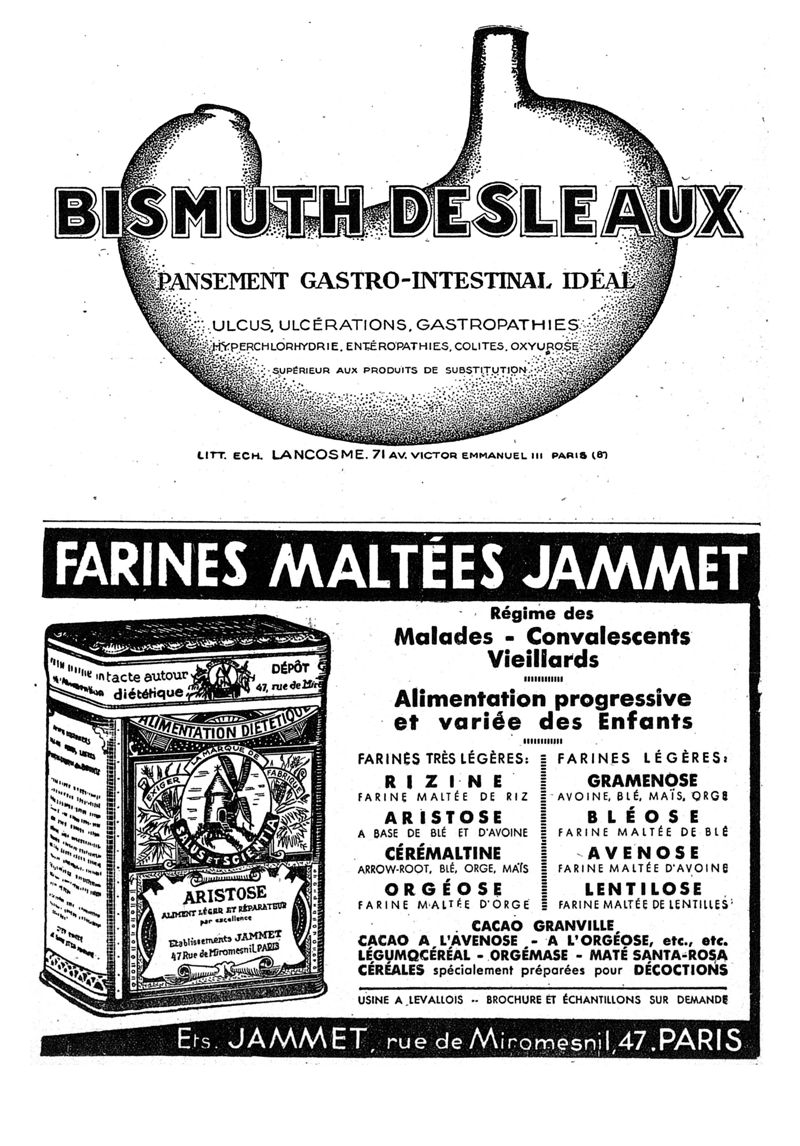 BISMUTH DESLEAUX
PANSEMENT GASTRO-INTESTINAL IDÉAL
ULCUS, ULCÉRATIONS, GASTROPATHIES
HYPERCHLORHYDRIE, ENTÉROPATHIES, COLITES, OXYUROSE
SUPÉRIEUR AUX PRODUITS DE SUBSTITUTION
LITT. ECH. LANCOSME. 71 AV. VICTOR EMMANUEL III PARIS (8e)
FARINES MALTÉES JAMMET
intacte autour
diététique
DÉPÔT
47, rue de Miro
ALIMENTATION DIÉTÉTIQUE
EXIGER LA MARQUE DE FABRIQUE
SALUS ET SCIENTIA
ARISTOSE
ALIMENT LÉGER ET RÉPARATEUR
par excellence
Etablissements JAMMET
47 Rue de Miromesnil, PARIS
Régime des
Malades - Convalescents
Vieillards
Alimentation progressive
et variée des Enfants
FARINES TRÈS LÉGÈRES:
RIZINE
FARINE MALTÉE DE RIZ
ARISTOSE
A BASE DE BLÉ ET D'AVOINE
CÉRÉMALTINE
ARROW-ROOT, BLÉ, ORGE, MAÏS
ORGÉOSE
FARINE MALTÉE D'ORGE
FARINES LÉGÈRES:
GRAMENOSE
AVOINE, BLÉ, MAÏS, ORGE
BLÉOSE
FARINE MALTÉE DE BLÉ
AVENOSE
FARINE MALTÉE D'AVOINE
LENTILOSE
FARINE MALTÉE DE LENTILLES
CACAO GRANVILLE
CACAO A L'AVENOSE - A L'ORGÉOSE, etc., etc.
LÉGUMOCÉRÉAL - ORGÉMASE - MATÉ SANTA-ROSA
CÉRÉALES spécialement préparées pour DÉCOCTIONS
USINE A LEVALLOIS -- BROCHURE ET ÉCHANTILLONS SUR DEMANDE
Ets. JAMMET, rue de Miromesnil, 47. PARIS